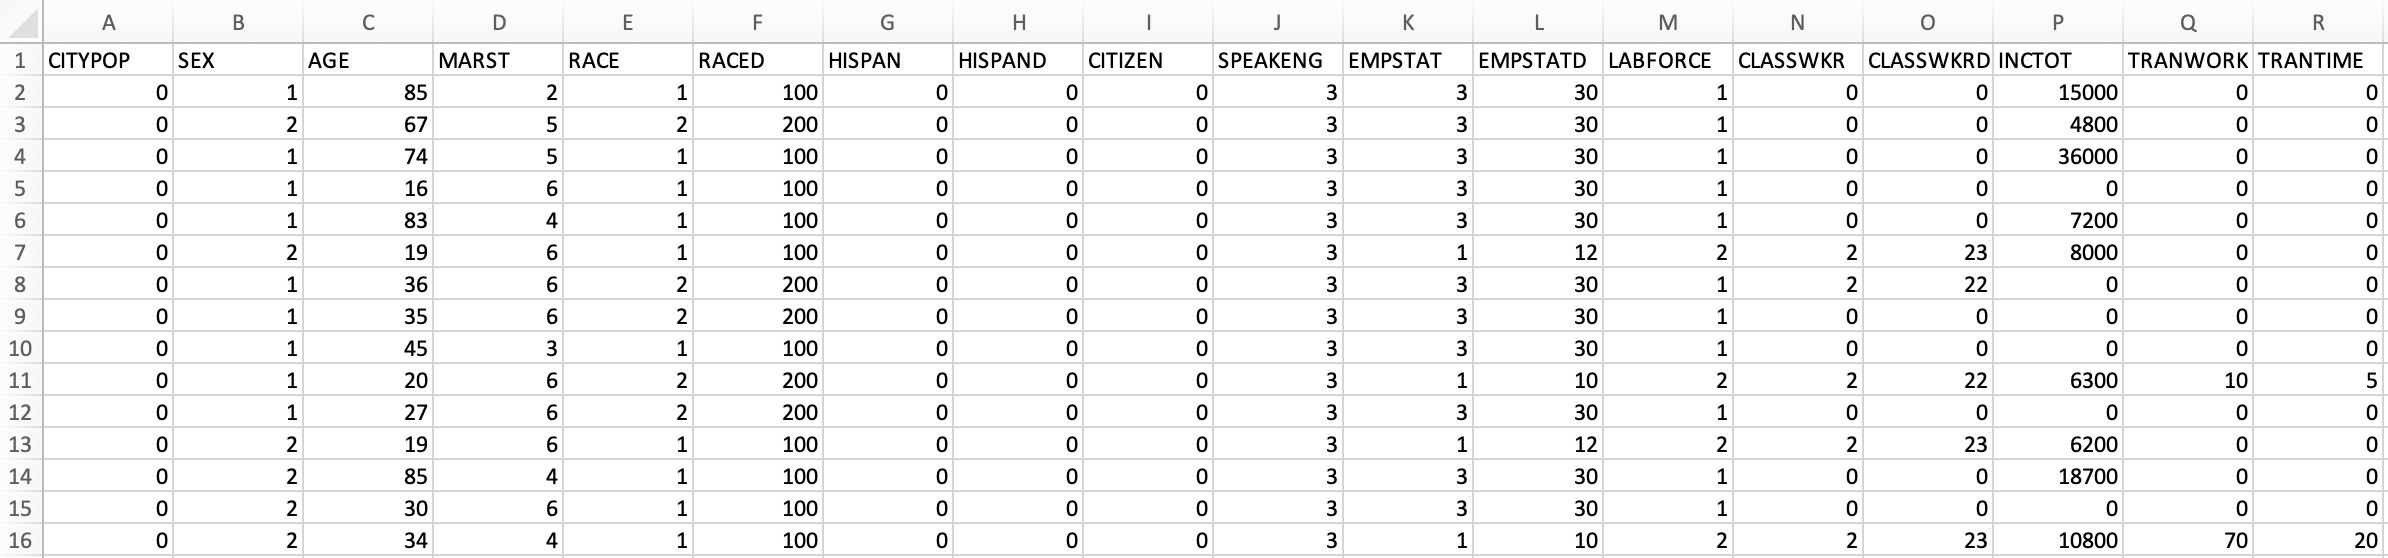 A B C D E F G H I J K L M N O P Q R
1 CITYPOP SEX AGE MARST RACE RACED HISPAN HISPAND CITIZEN SPEAKENG EMPSTAT EMPSTATD LABFORCE CLASSWKR CLASSWKRD INCTOT TRANWORK TRANTIME
2 0 1 85 2 1 100 0 0 0 3 3 30 1 0 0 15000 0 0
3 0 2 67 5 2 200 0 0 0 3 3 30 1 0 0 4800 0 0
4 0 1 74 5 1 100 0 0 0 3 3 30 1 0 0 36000 0 0
5 0 1 16 6 1 100 0 0 0 3 3 30 1 0 0 0 0 0
6 0 1 83 4 1 100 0 0 0 3 3 30 1 0 0 7200 0 0
7 0 2 19 6 1 100 0 0 0 3 1 12 2 2 23 8000 0 0
8 0 1 36 6 2 200 0 0 0 3 3 30 1 2 22 0 0 0
9 0 1 35 6 2 200 0 0 0 3 3 30 1 0 0 0 0 0
10 0 1 45 3 1 100 0 0 0 3 3 30 1 0 0 0 0 0
11 0 1 20 6 2 200 0 0 0 3 1 10 2 2 22 6300 10 5
12 0 1 27 6 2 200 0 0 0 3 3 30 1 0 0 0 0 0
13 0 2 19 6 1 100 0 0 0 3 1 12 2 2 23 6200 0 0
14 0 2 85 4 1 100 0 0 0 3 3 30 1 0 0 18700 0 0
15 0 2 30 6 1 100 0 0 0 3 3 30 1 0 0 0 0 0
16 0 2 34 4 1 100 0 0 0 3 1 10 2 2 23 10800 70 20